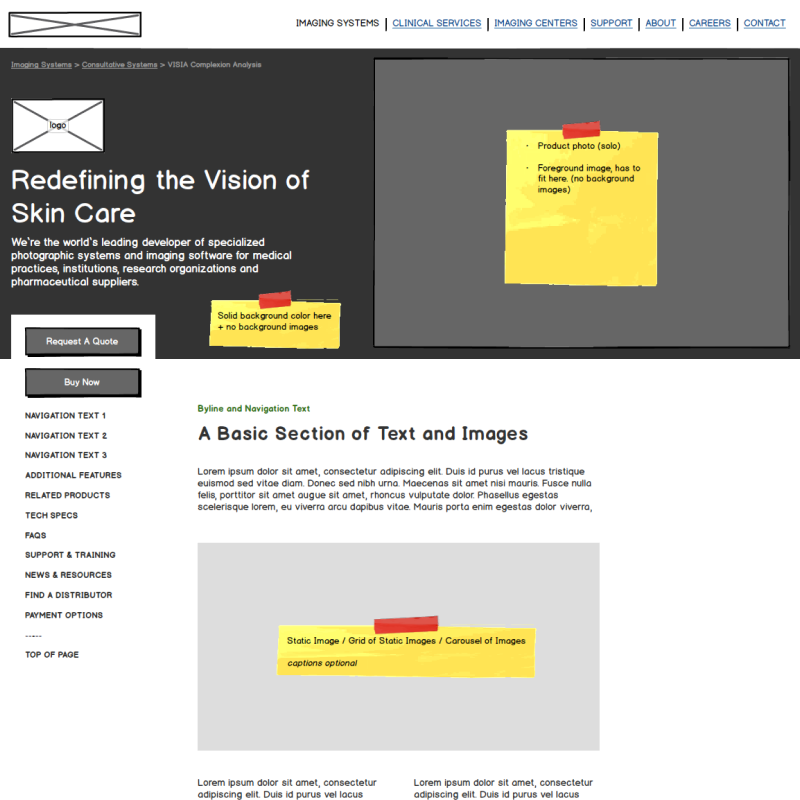 IMAGING SYSTEMS | CLINICAL SERVICES | IMAGING CENTERS | SUPPORT | ABOUT | CAREERS | CONTACT
Imaging Systems > Consultative Systems > VISIA Complexion Analysis
logo
Redefining the Vision of
Skin Care
We`re the world`s leading developer of specialized
photographic systems and imaging software for medical
practices, institutions, research organizations and
pharmaceutical suppliers.
· Product photo (solo)
· Foreground image, has to
fit here. (no background
images)
Solid background color here
+ no background images
Request A Quote
Buy Now
NAVIGATION TEXT 1
NAVIGATION TEXT 2
NAVIGATION TEXT 3
ADDITIONAL FEATURES
RELATED PRODUCTS
TECH SPECS
FAQS
SUPPORT & TRAINING
NEWS & RESOURCES
FIND A DISTRIBUTOR
PAYMENT OPTIONS
-----
TOP OF PAGE
Byline and Navigation Text
A Basic Section of Text and Images
Lorem ipsum dolor sit amet, consectetur adipiscing elit. Duis id purus vel lacus tristique
euismod sed vitae diam. Donec sed nibh urna. Maecenas sit amet nisi mauris. Fusce nulla
felis, porttitor sit amet augue sit amet, rhoncus vulputate dolor. Phasellus egestas
scelerisque lorem, eu viverra arcu dapibus vitae. Mauris porta enim egestas dolor viverra,
Static Image / Grid of Static Images / Carousel of Images
captions optional
Lorem ipsum dolor sit amet, consectetur
adipiscing elit. Duis id purus vel lacus
Lorem ipsum dolor sit amet, consectetur
adipiscing elit. Duis id purus vel lacus